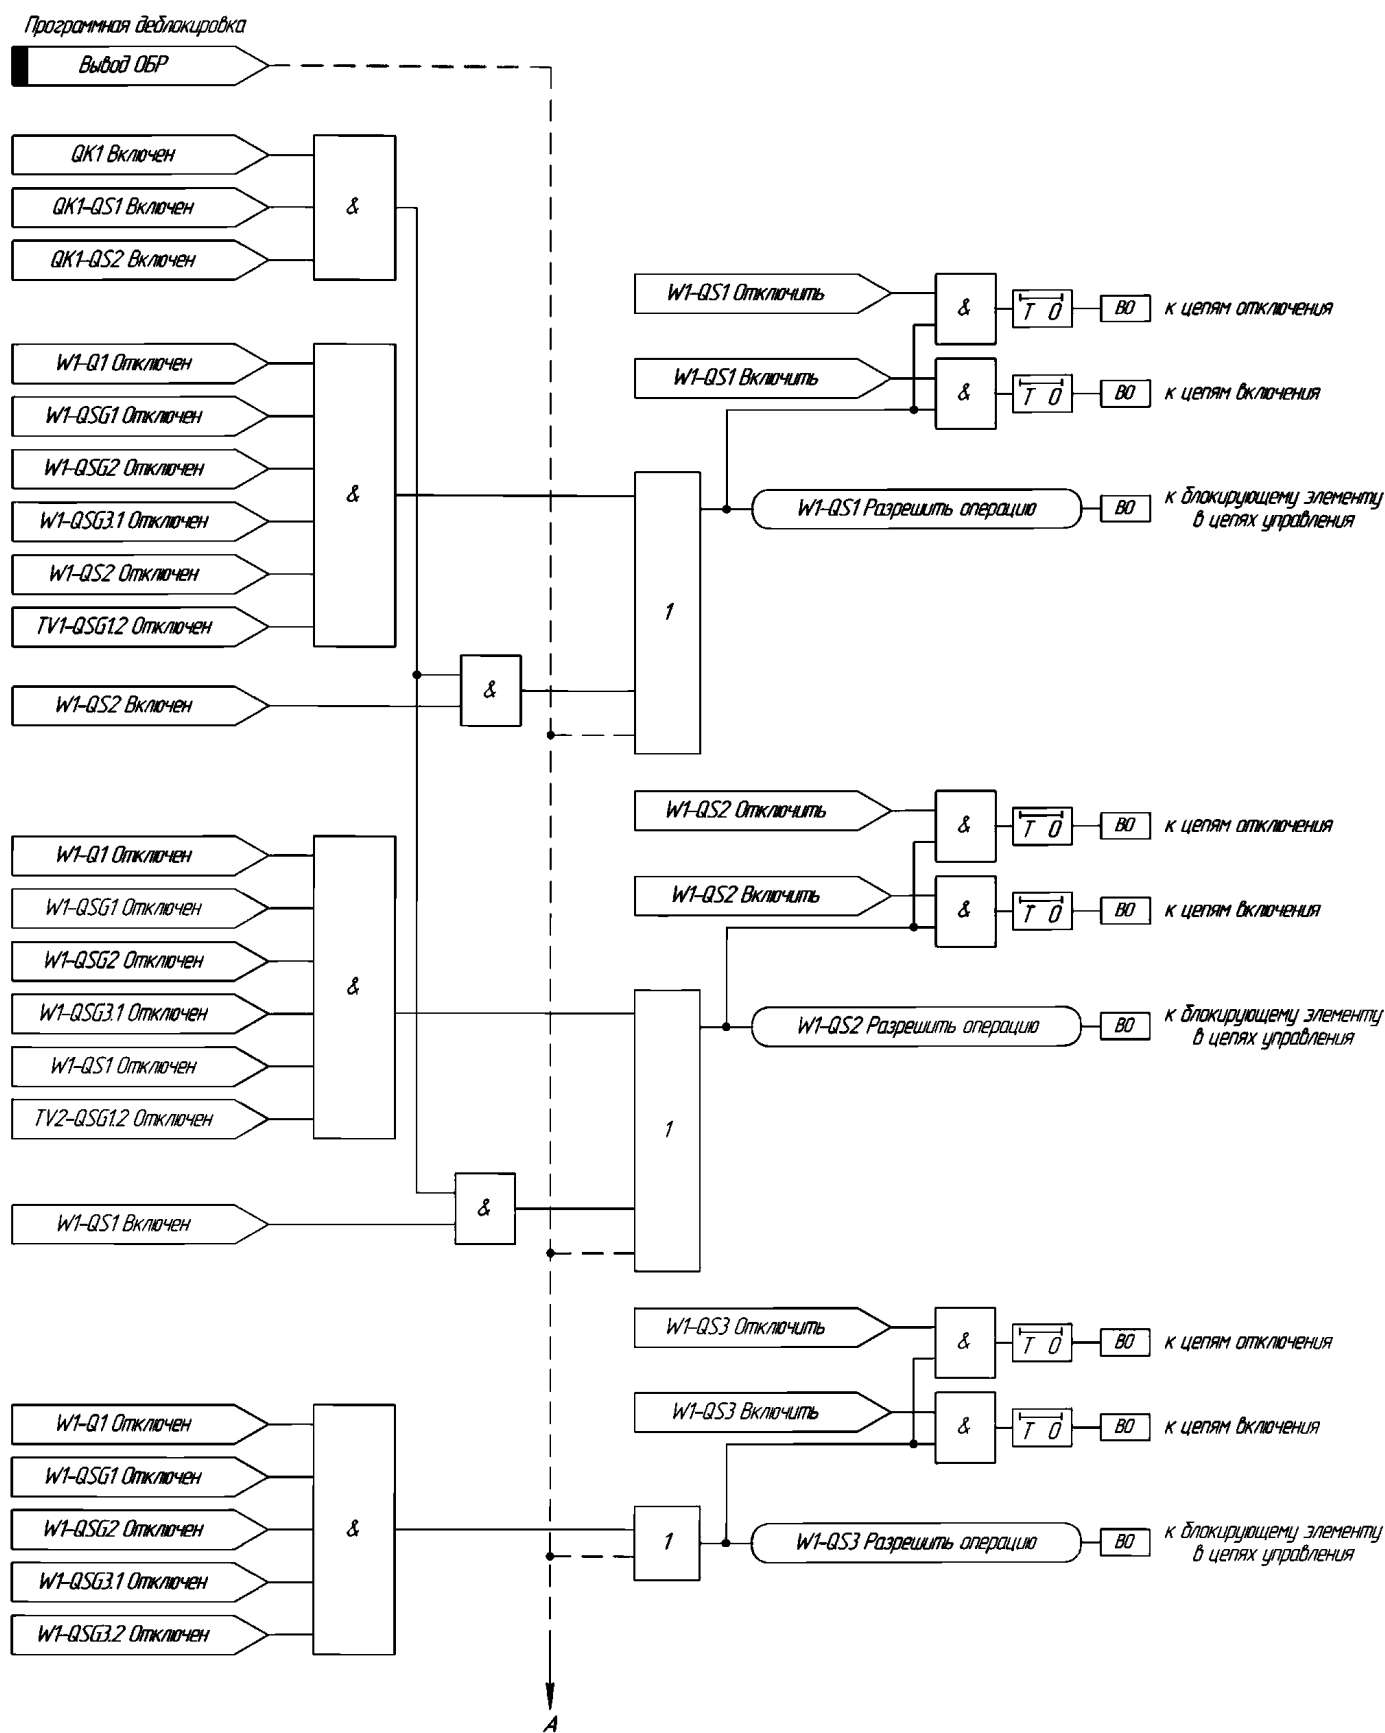 Программная деблокировка
Вывод ОБР
QK1 Включен
QK1-QS1 Включен
&
QK1-QS2 Включен
W1-QS1 Отключить
&
T 0
ВО
к цепям отключения
W1-QS1 Включить
&
T 0
ВО
к цепям включения
W1-Q1 Отключен
W1-QSG1 Отключен
W1-QSG2 Отключен
&
W1-QSG3.1 Отключен
W1-QS2 Отключен
TV1-QSG1.2 Отключен
W1-QS2 Включен
&
1
W1-QS1 Разрешить операцию
ВО
к блокирующему элементу
в цепях управления
W1-QS2 Отключить
&
T 0
ВО
к цепям отключения
W1-QS2 Включить
&
T 0
ВО
к цепям включения
W1-Q1 Отключен
W1-QSG1 Отключен
W1-QSG2 Отключен
&
W1-QSG3.1 Отключен
W1-QS1 Отключен
TV2-QSG1.2 Отключен
W1-QS1 Включен
&
1
W1-QS2 Разрешить операцию
ВО
к блокирующему элементу
в цепях управления
W1-QS3 Отключить
&
T 0
ВО
к цепям отключения
W1-QS3 Включить
&
T 0
ВО
к цепям включения
W1-Q1 Отключен
W1-QSG1 Отключен
W1-QSG2 Отключен
&
W1-QSG3.1 Отключен
W1-QSG3.2 Отключен
1
W1-QS3 Разрешить операцию
ВО
к блокирующему элементу
в цепях управления
А